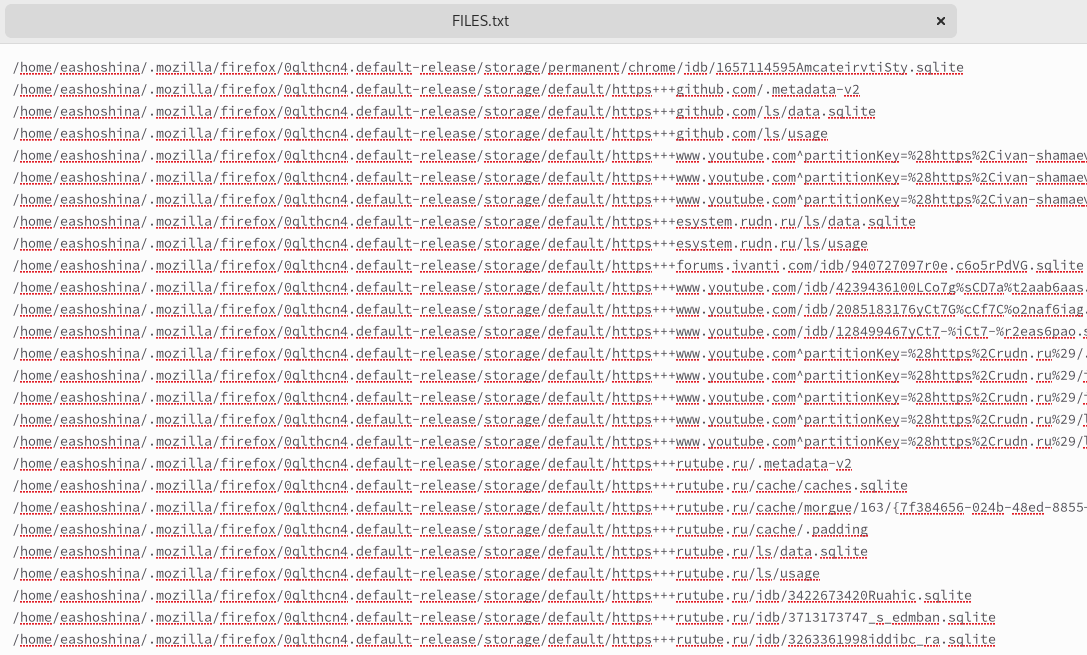 FILES.txt
/home/eashoshina/.mozilla/firefox/0qlthcn4.default-release/storage/permanent/chrome/idb/1657114595AmcateirvtiSty.sqlite
/home/eashoshina/.mozilla/firefox/0qlthcn4.default-release/storage/default/https+++github.com/.metadata-v2
/home/eashoshina/.mozilla/firefox/0qlthcn4.default-release/storage/default/https+++github.com/ls/data.sqlite
/home/eashoshina/.mozilla/firefox/0qlthcn4.default-release/storage/default/https+++github.com/ls/usage
/home/eashoshina/.mozilla/firefox/0qlthcn4.default-release/storage/default/https+++www.youtube.com^partitionKey=%28https%2Civan-shamaev
/home/eashoshina/.mozilla/firefox/0qlthcn4.default-release/storage/default/https+++www.youtube.com^partitionKey=%28https%2Civan-shamaev
/home/eashoshina/.mozilla/firefox/0qlthcn4.default-release/storage/default/https+++www.youtube.com^partitionKey=%28https%2Civan-shamaev
/home/eashoshina/.mozilla/firefox/0qlthcn4.default-release/storage/default/https+++esystem.rudn.ru/ls/data.sqlite
/home/eashoshina/.mozilla/firefox/0qlthcn4.default-release/storage/default/https+++esystem.rudn.ru/ls/usage
/home/eashoshina/.mozilla/firefox/0qlthcn4.default-release/storage/default/https+++forums.ivanti.com/idb/940727097r0e.c6o5rPdVG.sqlite
/home/eashoshina/.mozilla/firefox/0qlthcn4.default-release/storage/default/https+++www.youtube.com/idb/4239436100LCo7g%sCD7a%t2aab6aas.
/home/eashoshina/.mozilla/firefox/0qlthcn4.default-release/storage/default/https+++www.youtube.com/idb/2085183176yCt7G%cCf7C%o2naf6iag.
/home/eashoshina/.mozilla/firefox/0qlthcn4.default-release/storage/default/https+++www.youtube.com/idb/128499467yCt7-%iCt7-%r2eas6pao.s
/home/eashoshina/.mozilla/firefox/0qlthcn4.default-release/storage/default/https+++www.youtube.com^partitionKey=%28https%2Crudn.ru%29/.
/home/eashoshina/.mozilla/firefox/0qlthcn4.default-release/storage/default/https+++www.youtube.com^partitionKey=%28https%2Crudn.ru%29/i
/home/eashoshina/.mozilla/firefox/0qlthcn4.default-release/storage/default/https+++www.youtube.com^partitionKey=%28https%2Crudn.ru%29/i
/home/eashoshina/.mozilla/firefox/0qlthcn4.default-release/storage/default/https+++www.youtube.com^partitionKey=%28https%2Crudn.ru%29/l
/home/eashoshina/.mozilla/firefox/0qlthcn4.default-release/storage/default/https+++www.youtube.com^partitionKey=%28https%2Crudn.ru%29/l
/home/eashoshina/.mozilla/firefox/0qlthcn4.default-release/storage/default/https+++rutube.ru/.metadata-v2
/home/eashoshina/.mozilla/firefox/0qlthcn4.default-release/storage/default/https+++rutube.ru/cache/caches.sqlite
/home/eashoshina/.mozilla/firefox/0qlthcn4.default-release/storage/default/https+++rutube.ru/cache/morgue/163/{7f384656-024b-48ed-8855-
/home/eashoshina/.mozilla/firefox/0qlthcn4.default-release/storage/default/https+++rutube.ru/cache/.padding
/home/eashoshina/.mozilla/firefox/0qlthcn4.default-release/storage/default/https+++rutube.ru/ls/data.sqlite
/home/eashoshina/.mozilla/firefox/0qlthcn4.default-release/storage/default/https+++rutube.ru/ls/usage
/home/eashoshina/.mozilla/firefox/0qlthcn4.default-release/storage/default/https+++rutube.ru/idb/3422673420Ruahic.sqlite
/home/eashoshina/.mozilla/firefox/0qlthcn4.default-release/storage/default/https+++rutube.ru/idb/3713173747_s_edmban.sqlite
/home/eashoshina/.mozilla/firefox/0qlthcn4.default-release/storage/default/https+++rutube.ru/idb/3263361998iddibc_ra.sqlite